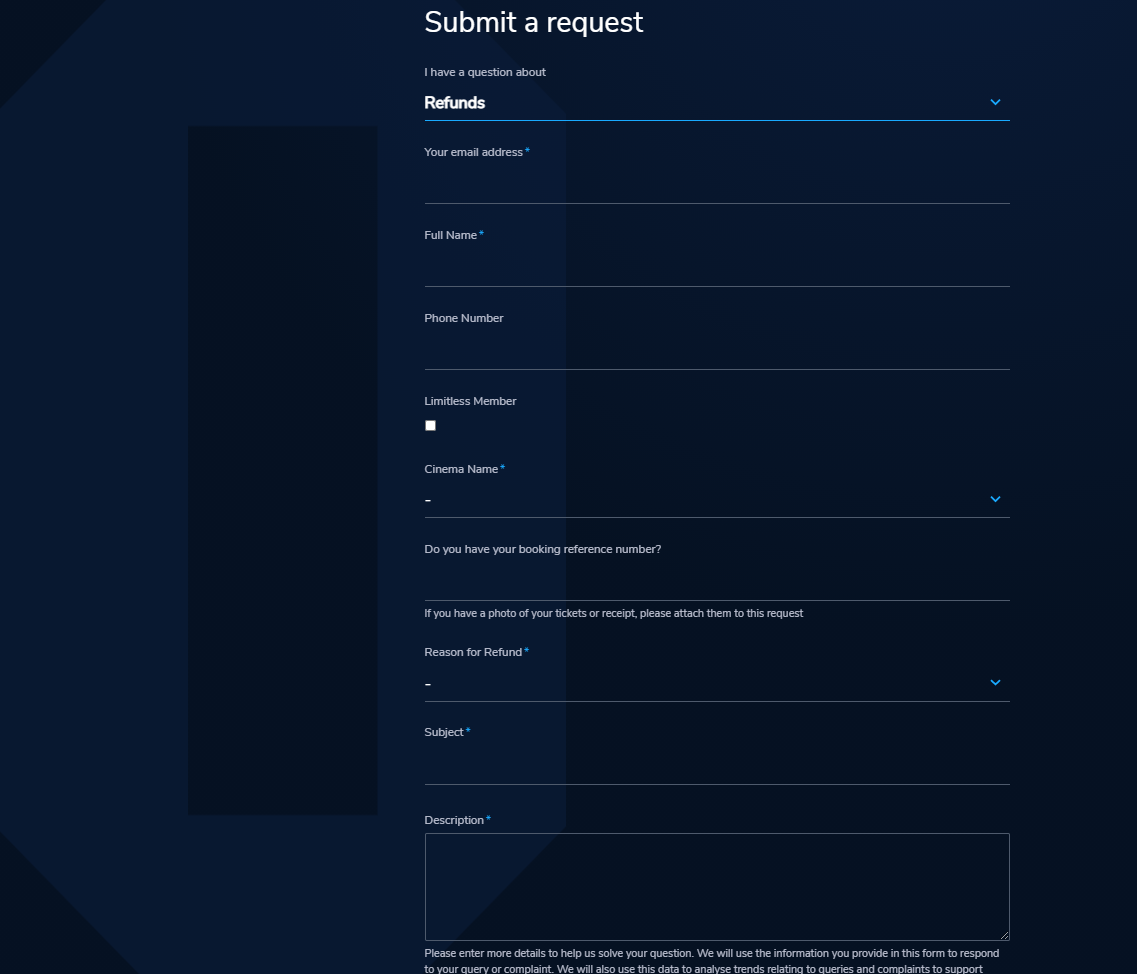 Submit a request
I have a question about
Refunds
Your email address*
Full Name*
Phone Number
Limitless Member
Cinema Name*
-
Do you have your booking reference number?
If you have a photo of your tickets or receipt, please attach them to this request
Reason for Refund*
-
Subject*
Description*
Please enter more details to help us solve your question. We will use the information you provide in this form to respond
to your query or complaint. We will also use this data to analyse trends relating to queries and complaints to support